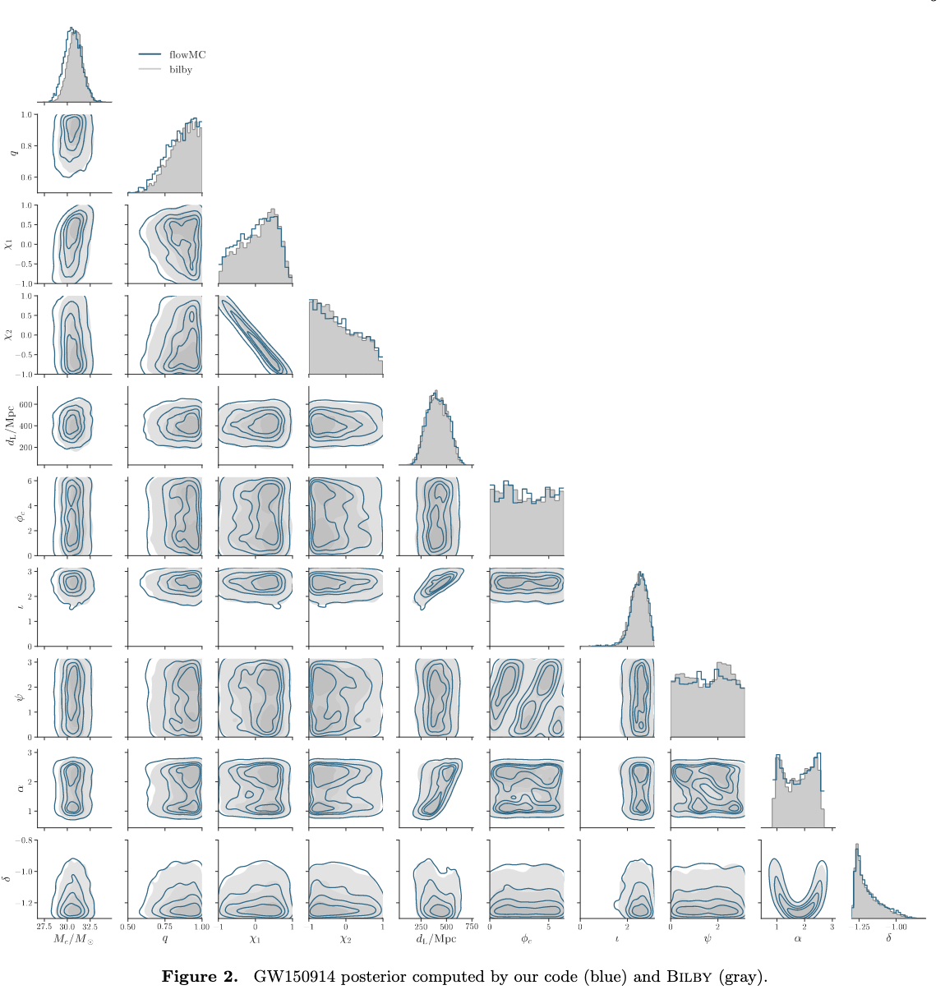 flowMC
bilby
1.0
0.8
0.6
q
1.0
0.5
0.0
−0.5
−1.0
χ1
1.0
0.5
0.0
−0.5
−1.0
χ2
600
400
200
dL/Mpc
6
4
2
0
ϕc
3
2
1
0
ι
3
2
1
0
ψ
3
2
1
α
−0.8
−1.0
−1.2
δ
27.5 30.0 32.5 0.50 0.75 1.00 −1 0 1 −1 0 1 250 500 750 0 5 0 2 0 2 1 2 3 −1.25 −1.00
Mc/M⊙ q χ1 χ2 dL/Mpc ϕc ι ψ α δ
Figure 2. GW150914 posterior computed by our code (blue) and BILBY (gray).